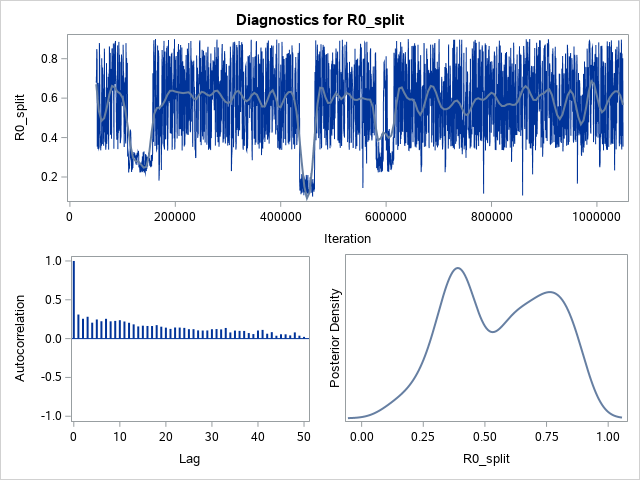 Diagnostics for R0_split
R0_split
0.8
0.6
0.4
0.2
0 200000 400000 600000 800000 1000000
Iteration
Autocorrelation
1.0
0.5
0.0
-0.5
-1.0
0 10 20 30 40 50
Lag
Posterior Density
0.00 0.25 0.50 0.75 1.00
R0_split